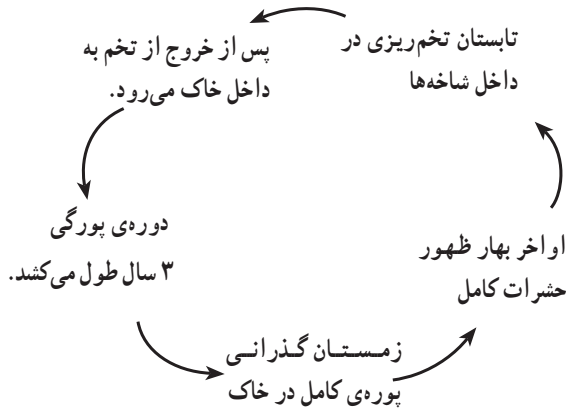 تابستان تخم‌ریزی در
داخل شاخه‌ها
پس از خروج از تخم به
داخل خاک می‌رود.
دوره‌ی پورگی
۳ سال طول می‌کشد.
زمستان گذرانی
پوره‌ی کامل در خاک
اواخر بهار ظهور
حشرات کامل